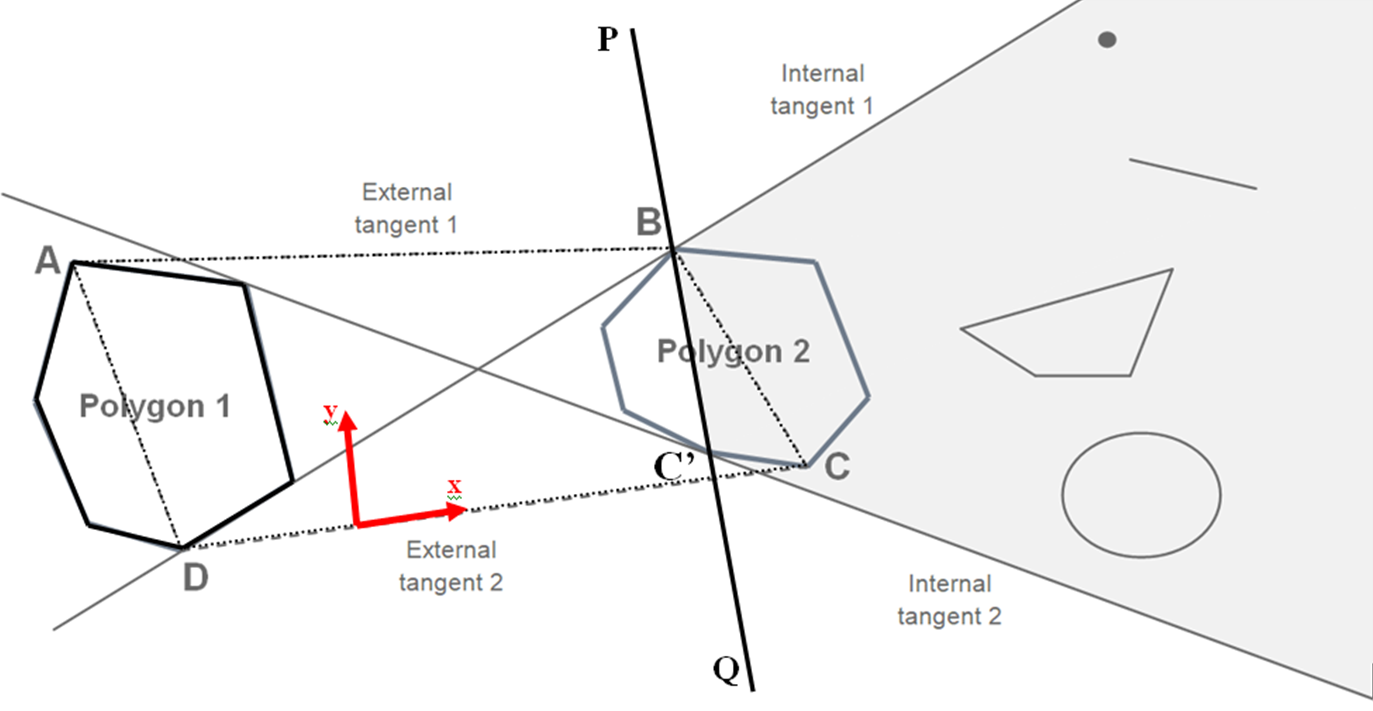 P
Internal
tangent 1
External
tangent 1
B
A
Polygon 2
Polygon 1
y
x
C’
C
External
tangent 2
D
Internal
tangent 2
Q